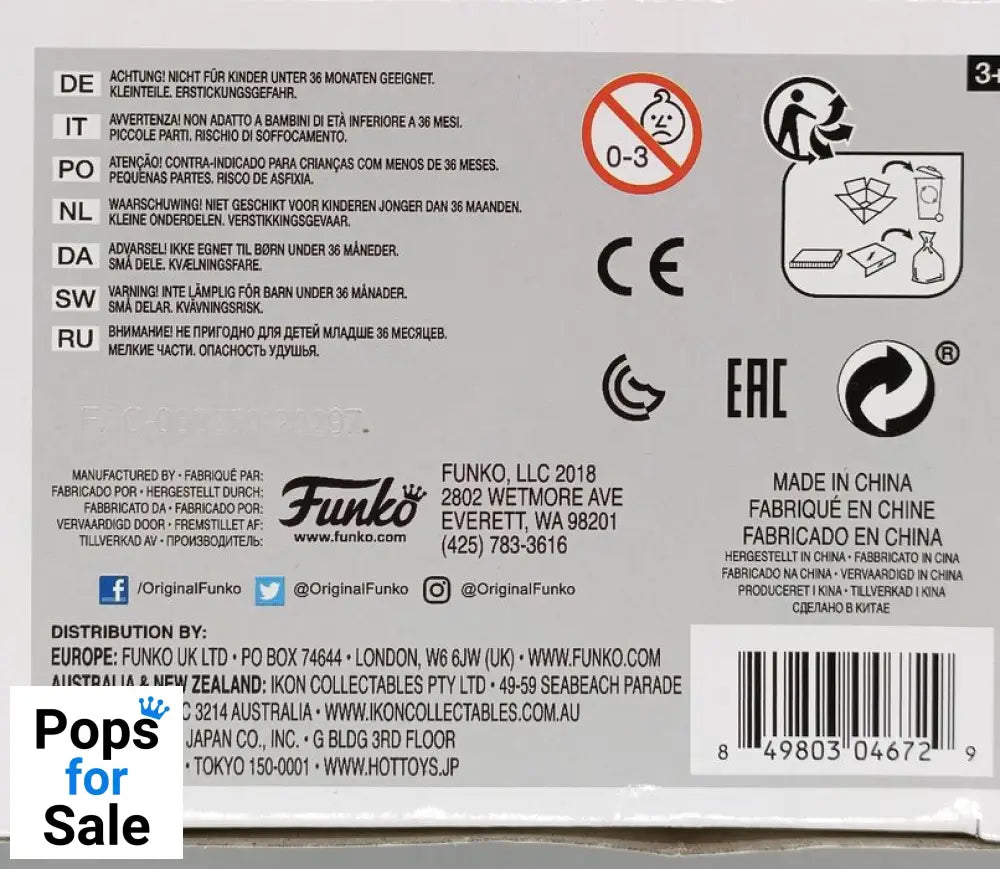 DE ACHTUNG! NICHT FÜR KINDER UNTER 36 MONATEN GEEIGNET.
KLEINTEILE. ERSTICKUNGSGEFAHR.
IT AVVERTENZA! NON ADATTO A BAMBINI DI ETÀ INFERIORE A 36 MESI.
PICCOLE PARTI. RISCHIO DI SOFFOCAMENTO.
PO ATENÇÃO! CONTRA-INDICADO PARA CRIANÇAS COM MENOS DE 36 MESES.
PEQUENAS PARTES. RISCO DE ASFIXIA.
NL WAARSCHUWING! NIET GESCHIKT VOOR KINDEREN JONGER DAN 36 MAANDEN.
KLEINE ONDERDELEN. VERSTIKKINGSGEVAAR.
DA ADVARSEL! IKKE EGNET TIL BØRN UNDER 36 MÅNEDER.
SMÅ DELE. KVÆLNINGSFARE.
SW VARNING! INTE LÄMPLIG FÖR BARN UNDER 36 MÅNADER.
SMÅ DELAR. KVÄVNINGSRISK.
RU ВНИМАНИЕ! НЕ ПРИГОДНО ДЛЯ ДЕТЕЙ МЛАДШЕ 36 МЕСЯЦЕВ.
МЕЛКИЕ ЧАСТИ. ОПАСНОСТЬ УДУШЬЯ.
0-3
3+
CE
EAC
®
MANUFACTURED BY • FABRIQUÉ PAR:
FABRICADO POR • HERGESTELLT DURCH:
FABBRICATO DA • FABRICADO POR:
VERVAARDIGD DOOR • FREMSTILLET AF:
TILLVERKAD AV • ПРОИЗВОДИТЕЛЬ:
Funko
www.funko.com
FUNKO, LLC 2018
2802 WETMORE AVE
EVERETT, WA 98201
(425) 783-3616
MADE IN CHINA
FABRIQUÉ EN CHINE
FABRICADO EN CHINA
HERGESTELLT IN CHINA • FABBRICATO IN CINA
FABRICADO NA CHINA • VERVAARDIGD IN CHINA
PRODUCERET I KINA • TILLVERKAD I KINA
СДЕЛАНО В КИТАЕ
/OriginalFunko @OriginalFunko @OriginalFunko
DISTRIBUTION BY:
EUROPE: FUNKO UK LTD • PO BOX 74644 • LONDON, W6 6JW (UK) • WWW.FUNKO.COM
AUSTRALIA & NEW ZEALAND: IKON COLLECTABLES PTY LTD • 49-59 SEABEACH PARADE
C 3214 AUSTRALIA • WWW.IKONCOLLECTABLES.COM.AU
JAPAN CO., INC. • G BLDG 3RD FLOOR
• TOKYO 150-0001 • WWW.HOTTOYS.JP
8 49803 04672 9
Pops
for
Sale